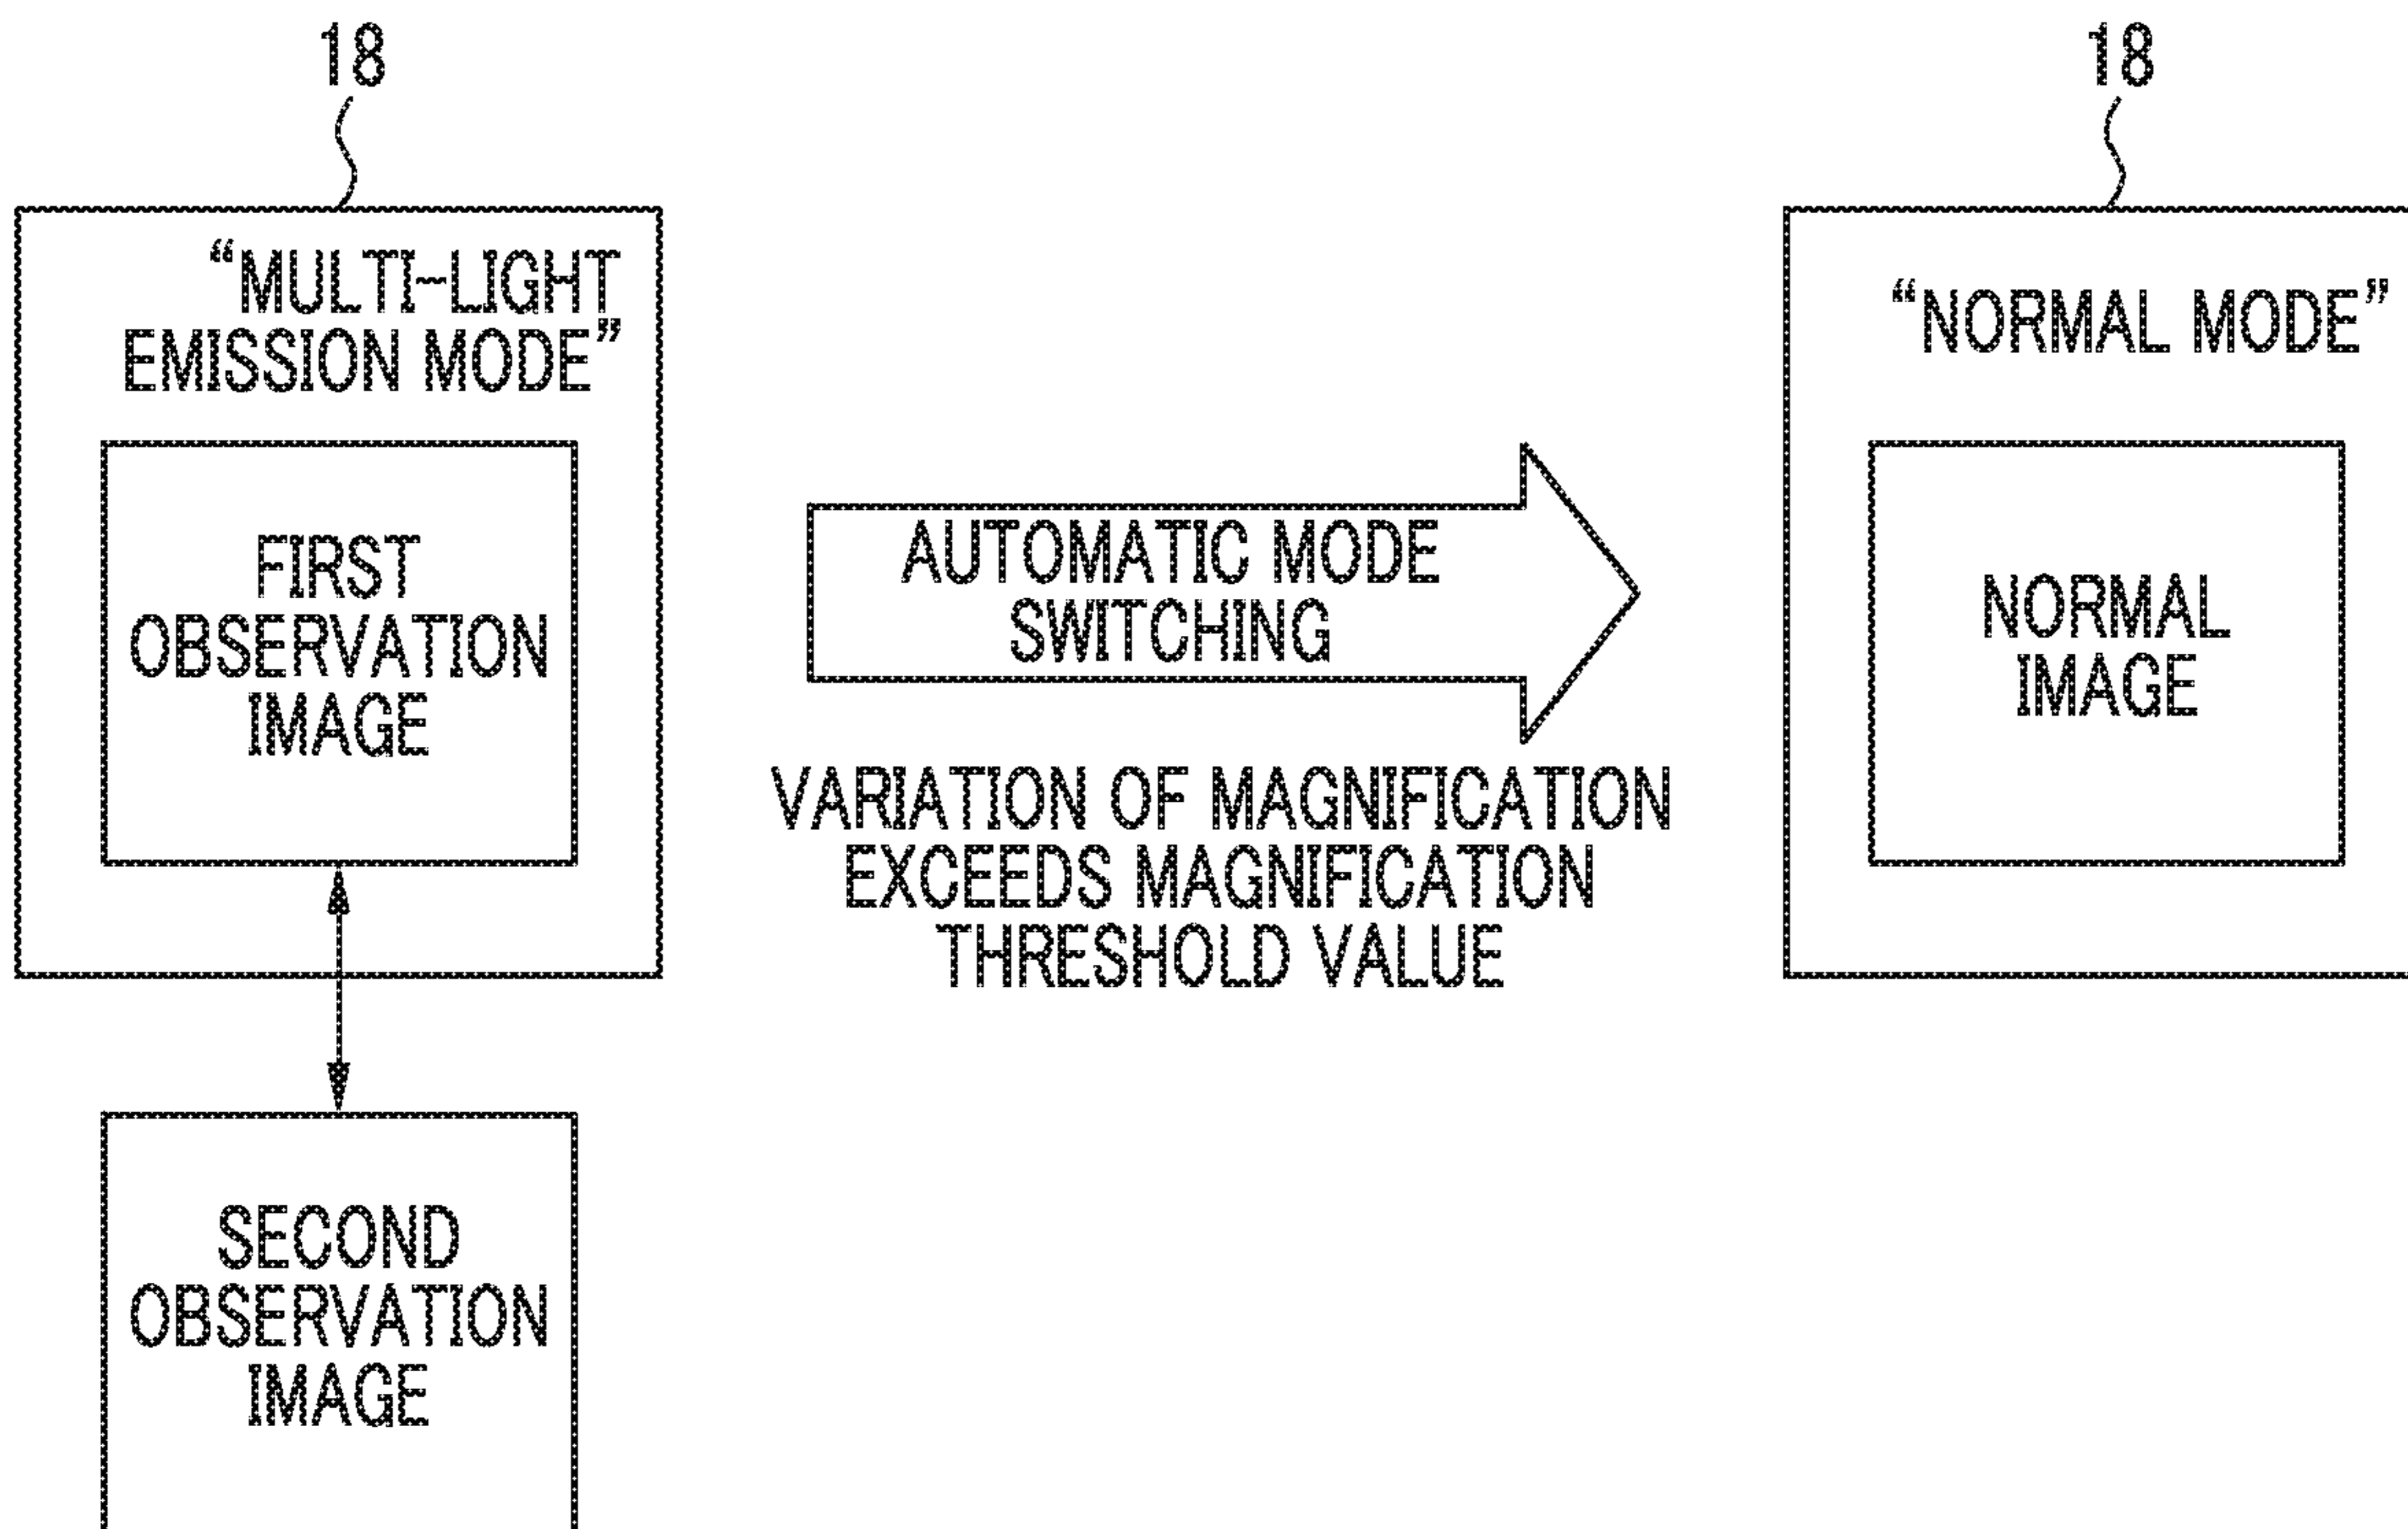 18
"MULTI-LIGHT
EMISSION MODE"
FIRST
OBSERVATION
IMAGE
SECOND
OBSERVATION
IMAGE
AUTOMATIC MODE
SWITCHING
VARIATION OF MAGNIFICATION
EXCEEDS MAGNIFICATION
THRESHOLD VALUE
18
“NORMAL MODE”
NORMAL
IMAGE